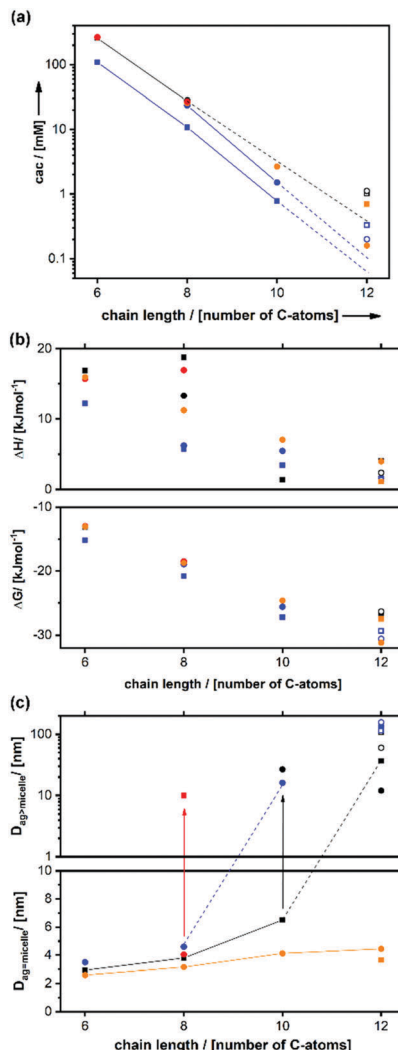 (a)
100
10
1
0.1
cac / [mM]
6 8 10 12
chain length / [number of C-atoms]
(b)
20
10
0
ΔH/ [kJmol-1]
-10
-20
-30
ΔG/ [kJmol-1]
6 8 10 12
chain length / [number of C-atoms]
(c)
100
10
1
Dag>micelle/ [nm]
10
8
6
4
2
0
Dag=micelle/ [nm]
6 8 10 12
chain length / [number of C-atoms]